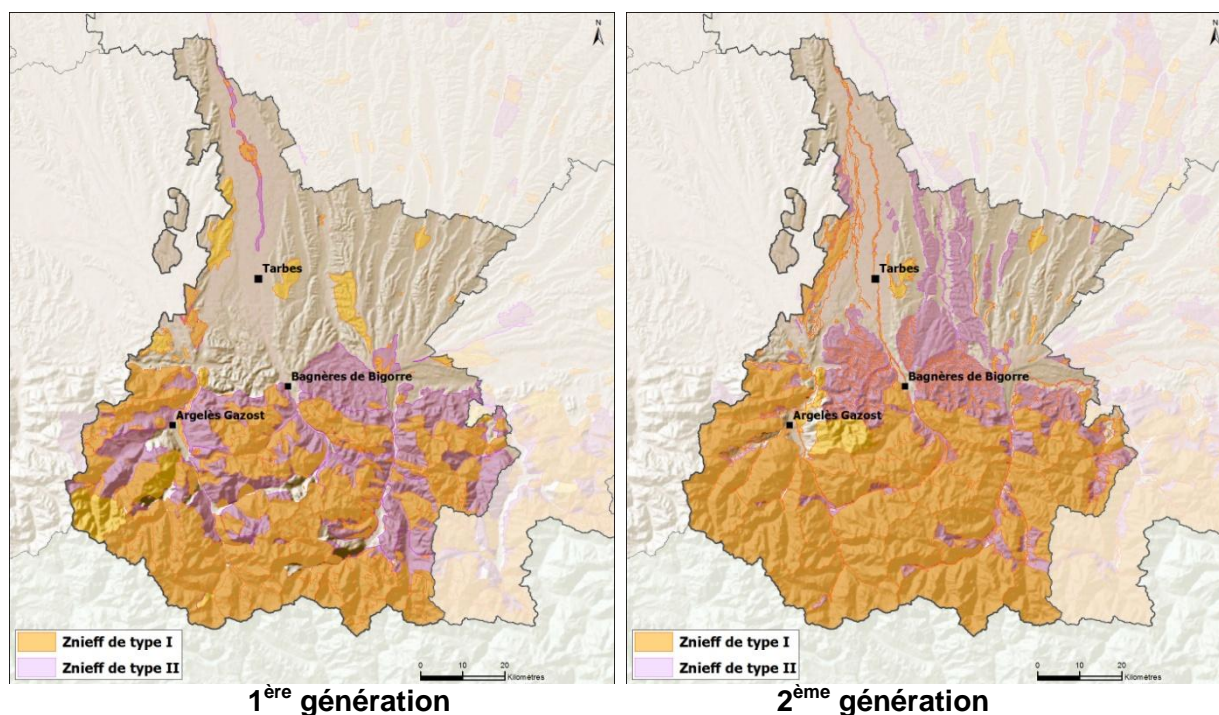 N
Tarbes
Bagnères de Bigorre
Argelès Gazost
Znieff de type I
Znieff de type II
0 10 20
Kilomètres
1ère génération
N
Tarbes
Bagnères de Bigorre
Argelès Gazost
Znieff de type I
Znieff de type II
0 10 20
Kilomètres
2ème génération